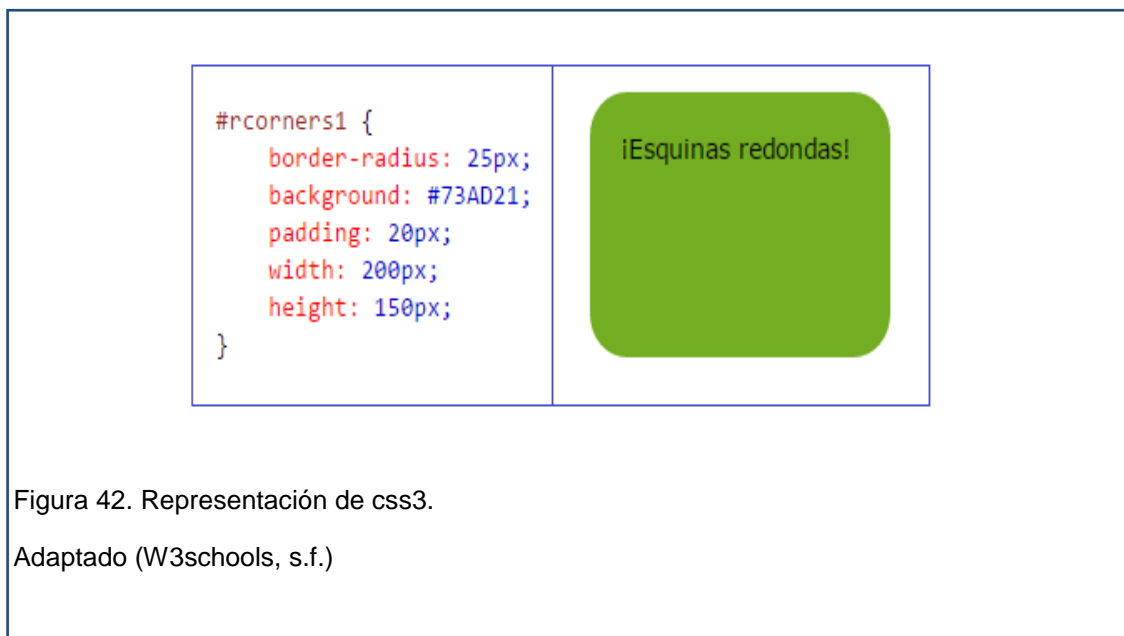 #rcorners1 {
border-radius: 25px;
background: #73AD21;
padding: 20px;
width: 200px;
height: 150px;
}
¡Esquinas redondas!
Figura 42. Representación de css3.
Adaptado (W3schools, s.f.)